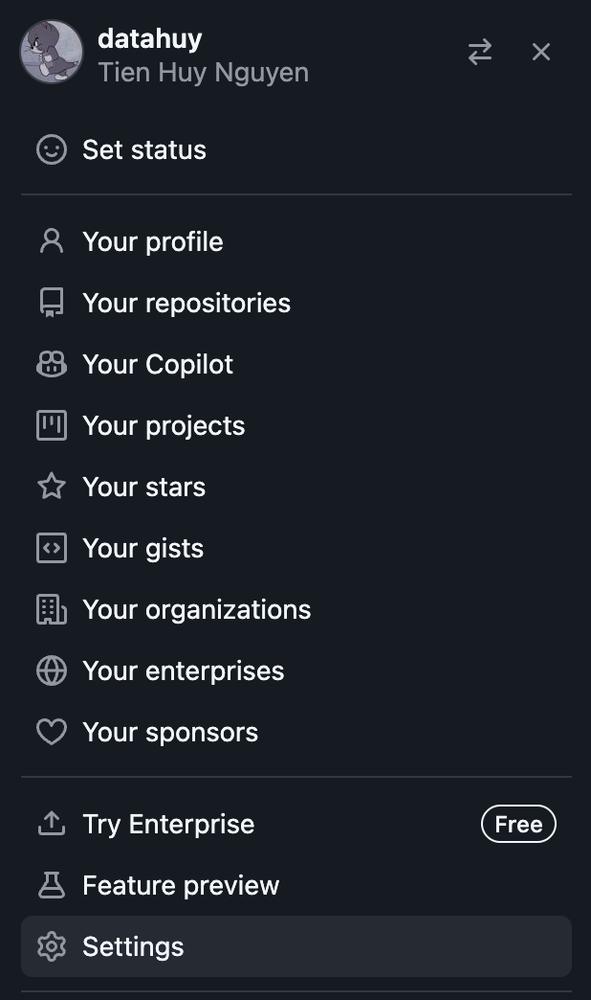 datahuy
Tien Huy Nguyen
Set status
Your profile
Your repositories
Your Copilot
Your projects
Your stars
Your gists
Your organizations
Your enterprises
Your sponsors
Try Enterprise Free
Feature preview
Settings